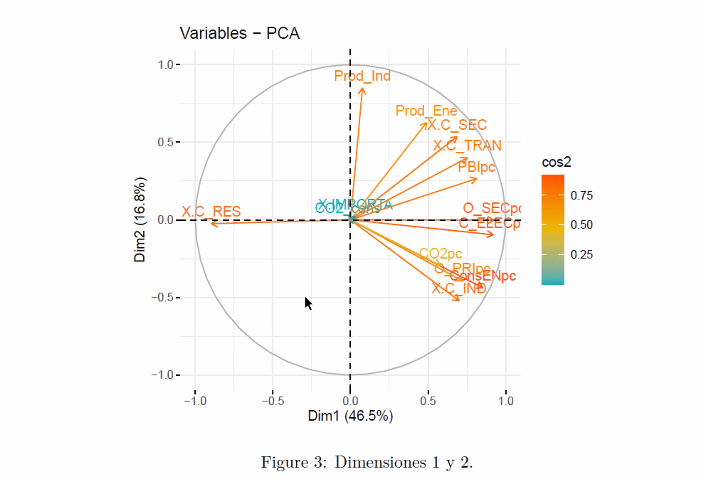 Variables − PCA
Prod_Ind
Prod_Ene
X.C_SEC
X.C_TRAN
PBIpc
X.IMPORTA
X.C_RES
O_SECpc
C_ELECp
CO2pc
O_PRIpc
ConsENpc
X.C_IND
1.0
0.5
0.0
−0.5
−1.0
Dim2 (16.8%)
−1.0 −0.5 0.0 0.5 1.0
Dim1 (46.5%)
cos2
0.75
0.50
0.25
Figure 3: Dimensiones 1 y 2.